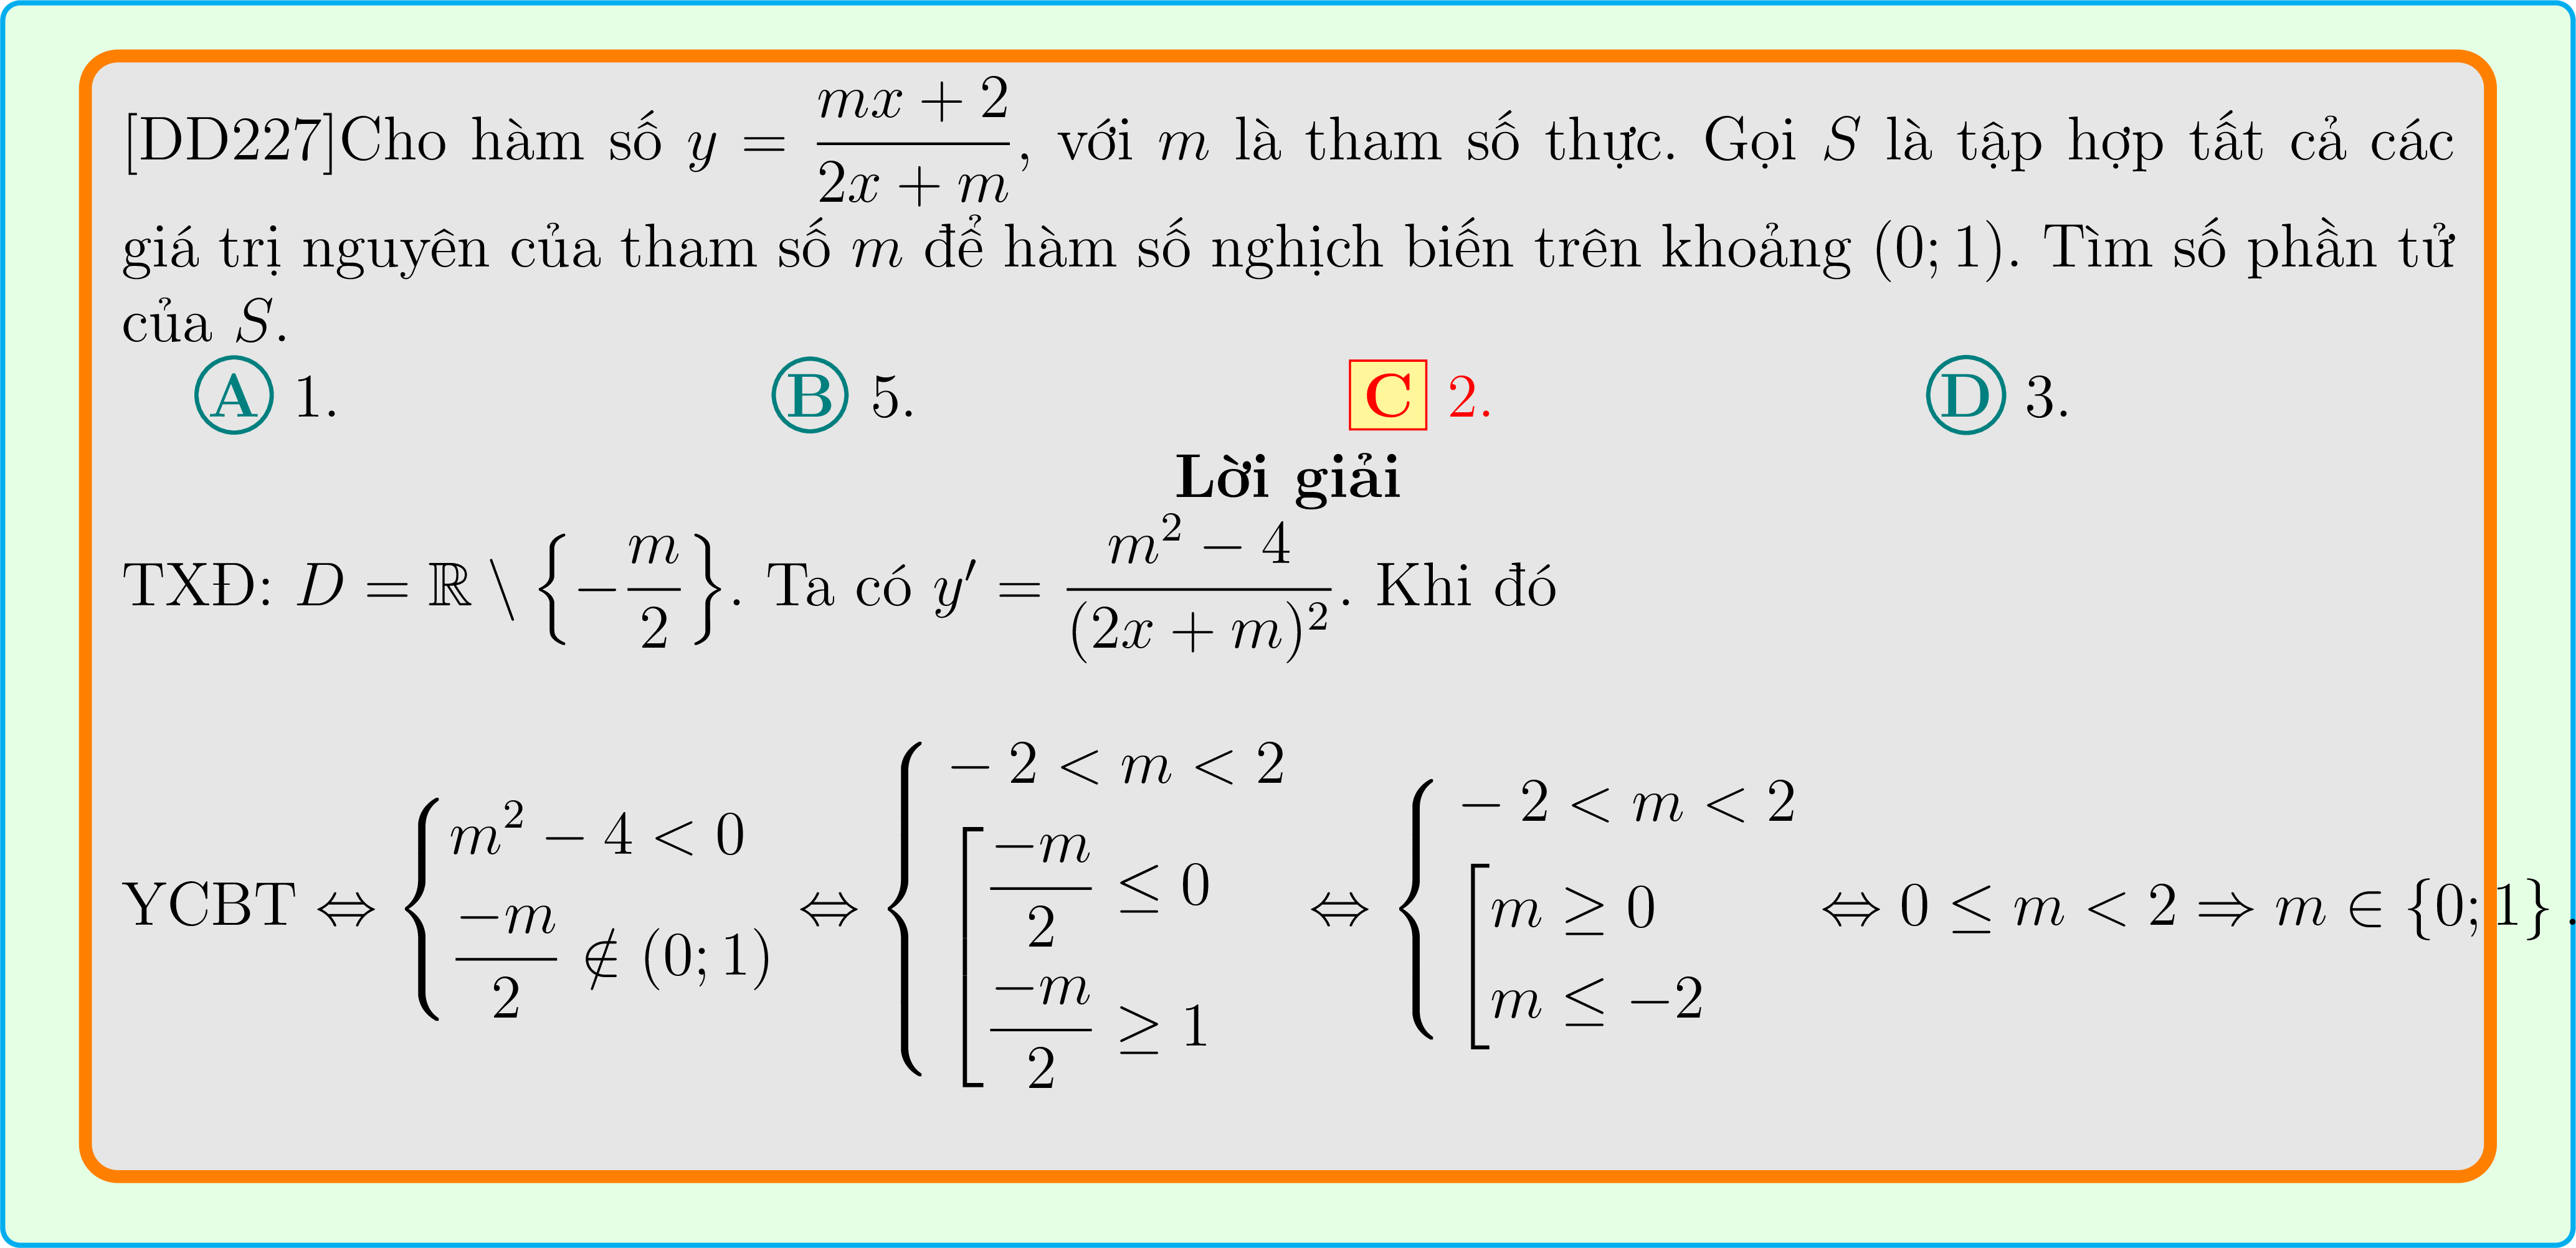 [DD227]Cho hàm số $y = \dfrac{mx+2}{2x+m}$, với $m$ là tham số thực. Gọi $S$ là tập hợp tất cả các
giá trị nguyên của tham số $m$ để hàm số nghịch biến trên khoảng $(0; 1)$. Tìm số phần tử
của $S$.
A 1. B 5. C 2. D 3.
Lời giải
TXĐ: $D = \mathbb{R} \setminus \left\{-\dfrac{m}{2}\right\}$. Ta có $y' = \dfrac{m^2-4}{(2x+m)^2}$. Khi đó
YCBT $\Leftrightarrow \begin{cases} m^2 - 4 < 0 \\ \dfrac{-m}{2} \notin (0; 1) \end{cases} \Leftrightarrow \begin{cases} -2 < m < 2 \\ \left[\begin{array}{l} \dfrac{-m}{2} \leq 0 \\ \dfrac{-m}{2} \geq 1 \end{array}\right. \end{cases} \Leftrightarrow \begin{cases} -2 < m < 2 \\ \left[\begin{array}{l} m \geq 0 \\ m \leq -2 \end{array}\right. \end{cases} \Leftrightarrow 0 \leq m < 2 \Rightarrow m \in \{0; 1\}.$